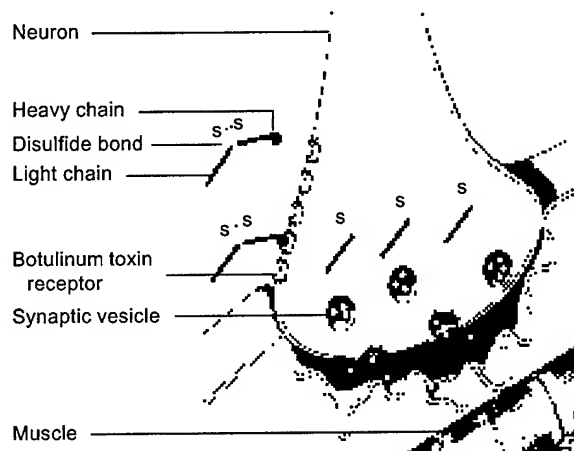 Neuron
Heavy chain
S S
Disulfide bond
Light chain
S
S
S
S S
Botulinum toxin
receptor
Synaptic vesicle
Muscle